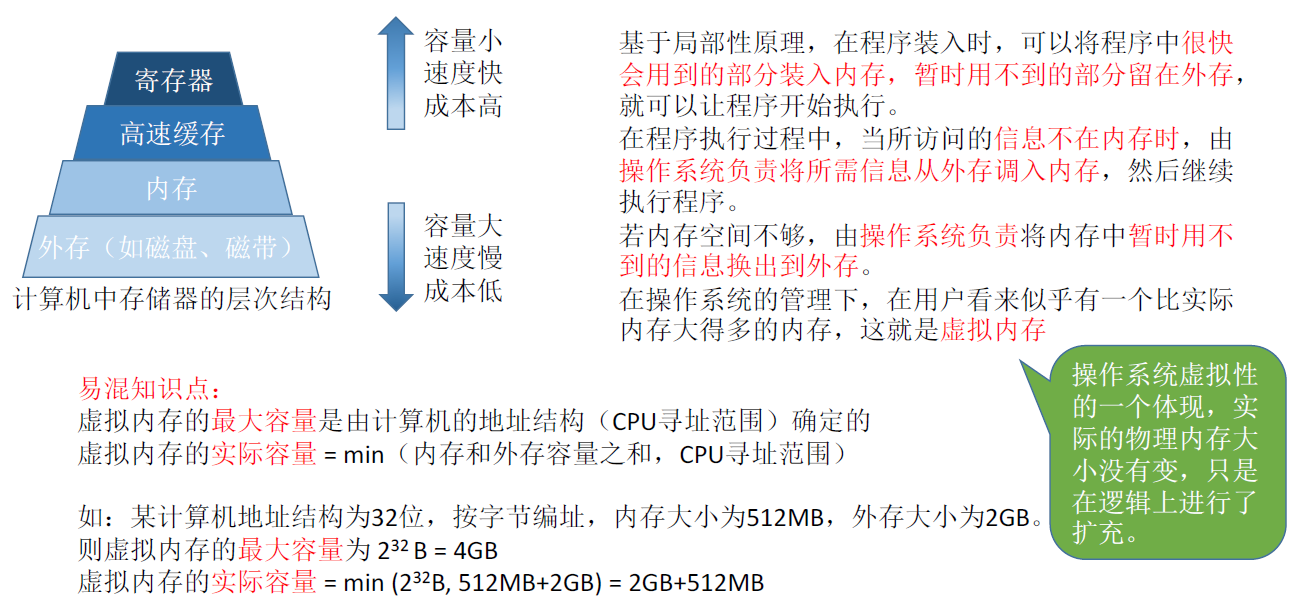 寄存器
高速缓存
内存
外存（如磁盘、磁带）
计算机中存储器的层次结构
容量小
速度快
成本高
容量大
速度慢
成本低
基于局部性原理，在程序装入时，可以将程序中很快
会用到的部分装入内存，暂时用不到的部分留在外存，
就可以让程序开始执行。
在程序执行过程中，当所访问的信息不在内存时，由
操作系统负责将所需信息从外存调入内存，然后继续
执行程序。
若内存空间不够，由操作系统负责将内存中暂时用不
到的信息换出到外存。
在操作系统的管理下，在用户看来似乎有一个比实际
内存大得多的内存，这就是虚拟内存
操作系统虚拟性
的一个体现，实
际的物理内存大
小没有变，只是
在逻辑上进行了
扩充。
易混知识点：
虚拟内存的最大容量是由计算机的地址结构（CPU寻址范围）确定的
虚拟内存的实际容量 = min（内存和外存容量之和，CPU寻址范围）
如：某计算机地址结构为32位，按字节编址，内存大小为512MB，外存大小为2GB。
则虚拟内存的最大容量为 2³² B = 4GB
虚拟内存的实际容量 = min (2³²B, 512MB+2GB) = 2GB+512MB